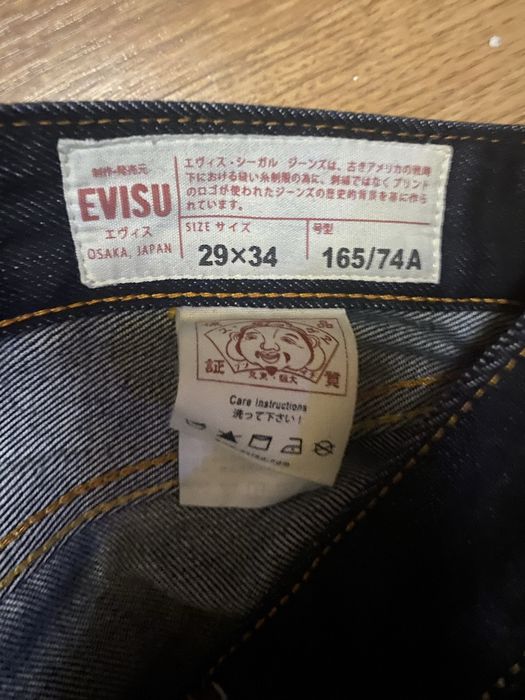 制作・発売元
EVISU
エヴィス
OSAKA, JAPAN
エヴィス・シーガル ジーンズは、古きアメリカの戦時
下における縫い糸制限の為に、刺繍ではなくプリント
のロゴが使われたジーンズの歴史的背景を基に作ら
れています。
SIZE サイズ
29×34
号型
165/74A
品
証
質
Care Instructions
洗って下さい!
.com